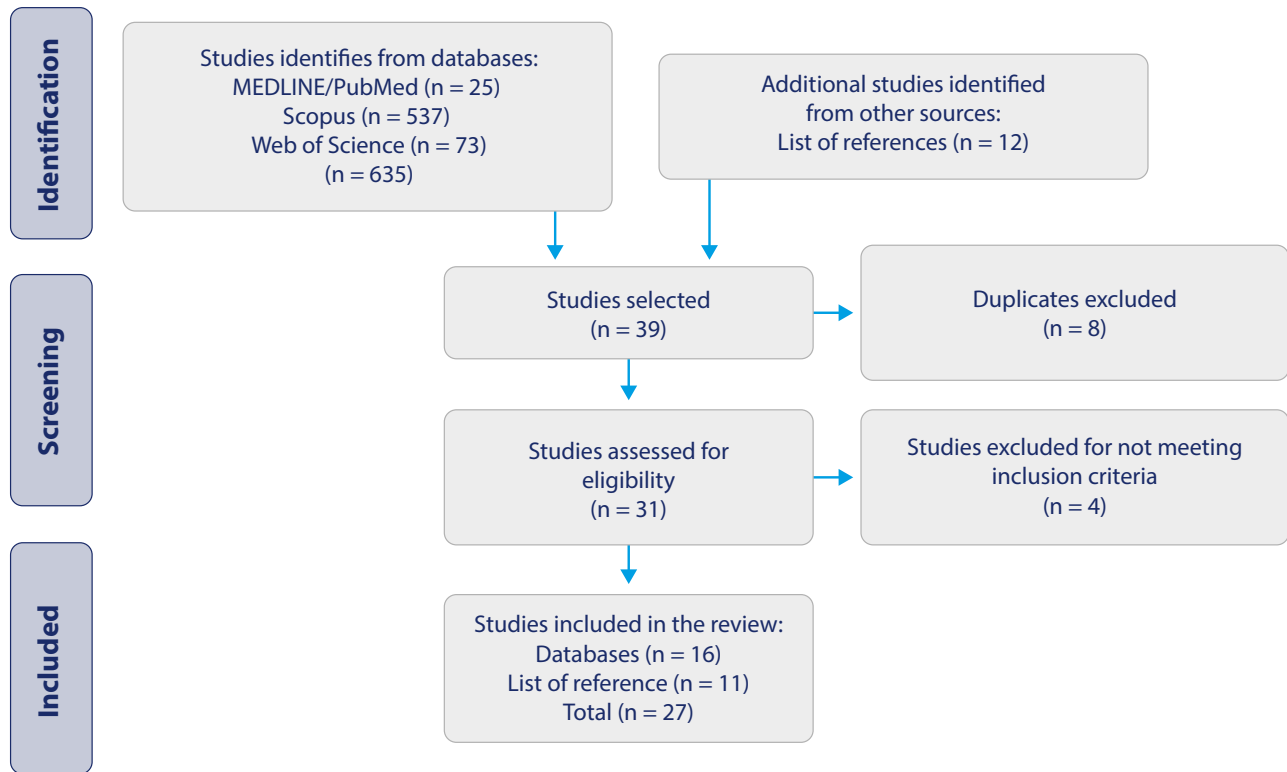 Identification
Studies identifies from databases:
MEDLINE/PubMed (n = 25)
Scopus (n = 537)
Web of Science (n = 73)
(n = 635)
Additional studies identified
from other sources:
List of references (n = 12)
Screening
Studies selected
(n = 39)
Duplicates excluded
(n = 8)
Studies assessed for
eligibility
(n = 31)
Studies excluded for not meeting
inclusion criteria
(n = 4)
Included
Studies included in the review:
Databases (n = 16)
List of reference (n = 11)
Total (n = 27)